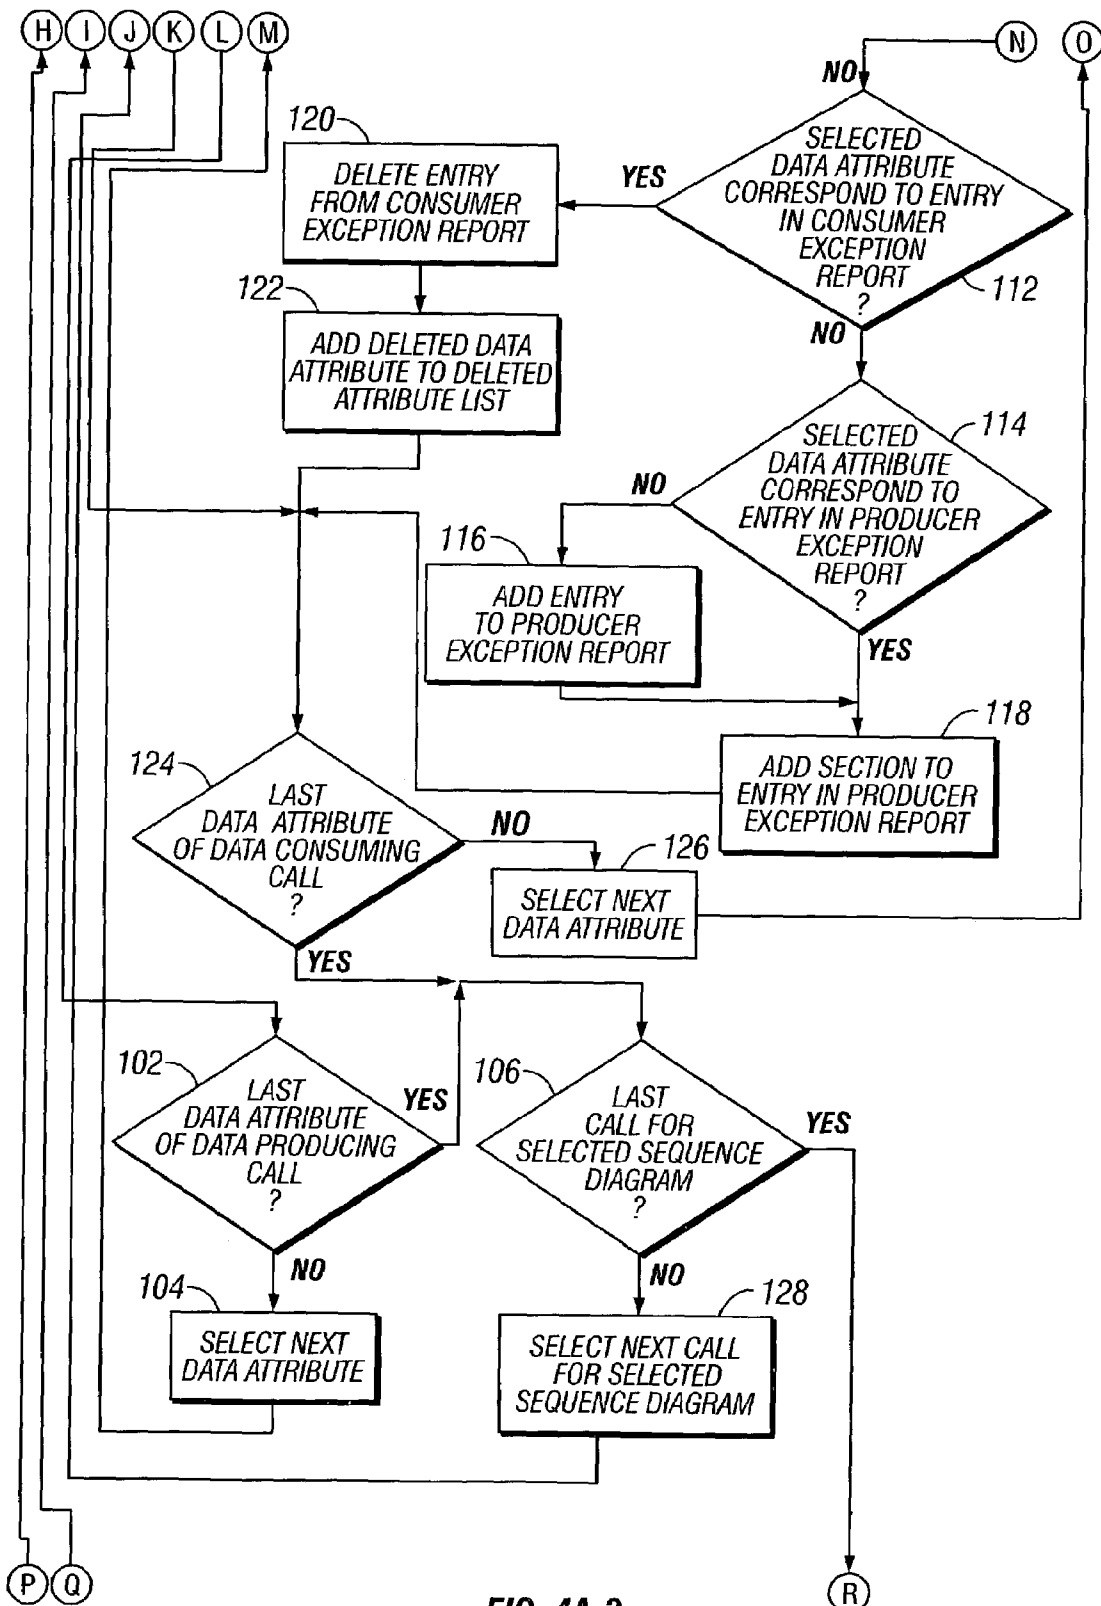 H I J K L M
N O
NO
120
SELECTED
DATA ATTRIBUTE
CORRESPOND TO ENTRY
IN CONSUMER
EXCEPTION
REPORT
?
YES
DELETE ENTRY
FROM CONSUMER
EXCEPTION REPORT
112
122
NO
ADD DELETED DATA
ATTRIBUTE TO DELETED
ATTRIBUTE LIST
114
SELECTED
DATA ATTRIBUTE
CORRESPOND TO
ENTRY IN PRODUCER
EXCEPTION
REPORT
?
NO
116
ADD ENTRY
TO PRODUCER
EXCEPTION REPORT
YES
118
ADD SECTION TO
ENTRY IN PRODUCER
EXCEPTION REPORT
124
LAST
DATA ATTRIBUTE
OF DATA CONSUMING
CALL
?
NO
126
SELECT NEXT
DATA ATTRIBUTE
YES
102
LAST
DATA ATTRIBUTE
OF DATA PRODUCING
CALL
?
YES
106
LAST
CALL FOR
SELECTED SEQUENCE
DIAGRAM
?
YES
NO
NO
104
SELECT NEXT
DATA ATTRIBUTE
128
SELECT NEXT CALL
FOR SELECTED
SEQUENCE DIAGRAM
P Q
R